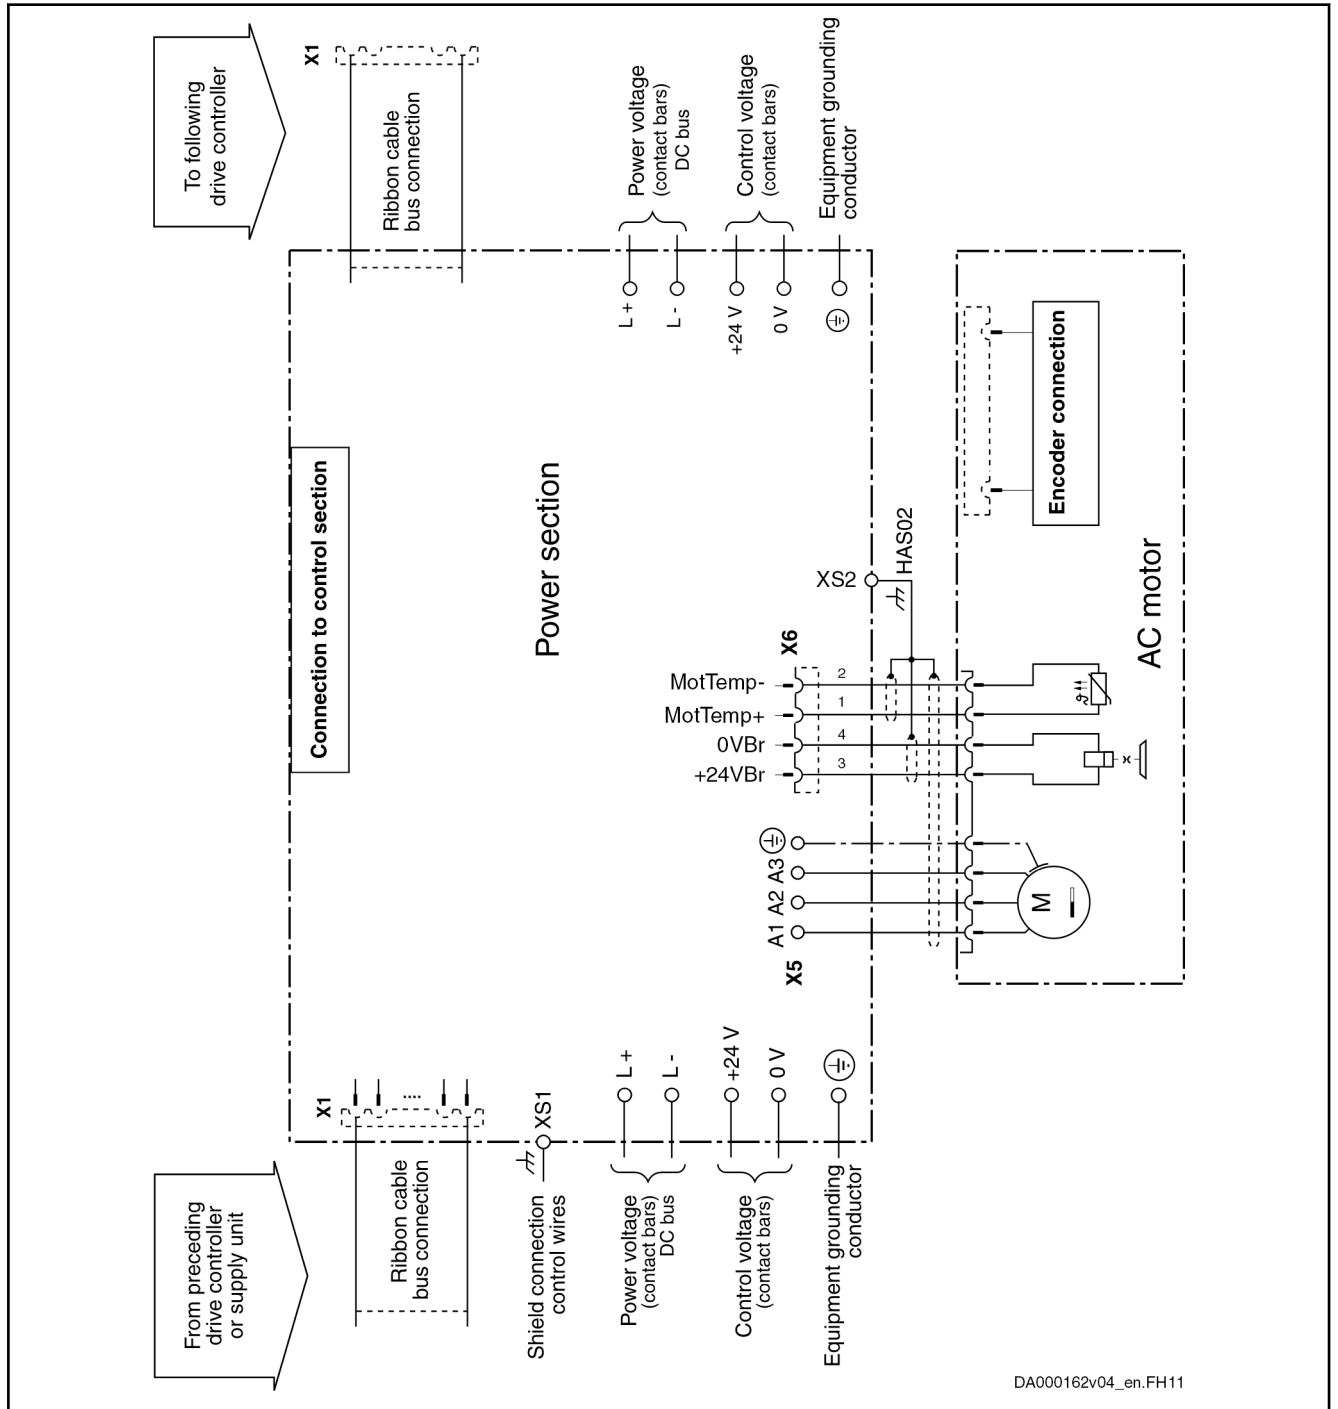 X1
To following
drive controller
Ribbon cable
bus connection
Power voltage
(contact bars)
DC bus
Control voltage
(contact bars)
Equipment grounding
conductor
L+
L-
+24 V
0 V
Connection to control section
Power section
Encoder connection
AC motor
XS2
HAS02
X6
MotTemp-
2
MotTemp+
1
0VBr
4
+24VBr
3
ϑ
A3
A2
A1
X5
M
X1
....
XS1
L+
L-
+24 V
0 V
From preceding
drive controller
or supply unit
Ribbon cable
bus connection
Shield connection
control wires
Power voltage
(contact bars)
DC bus
Control voltage
(contact bars)
Equipment grounding
conductor
DA000162v04_en.FH11